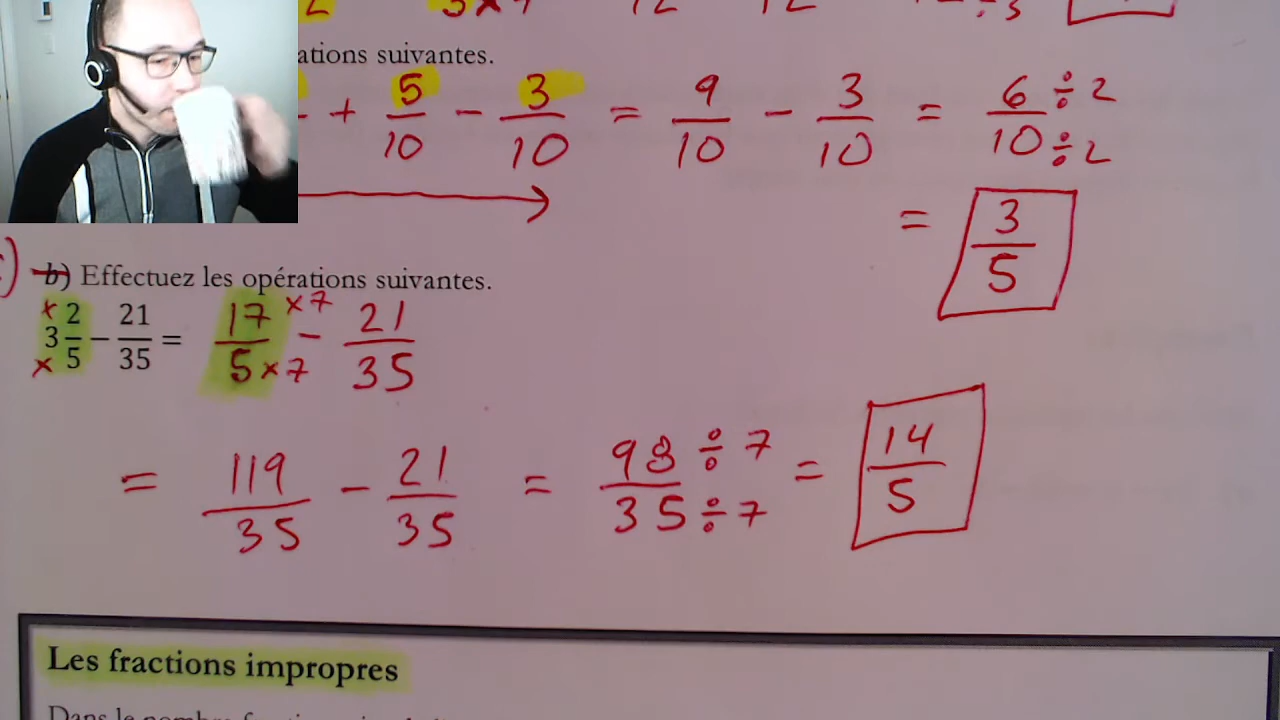 ations suivantes.
+ 5/10 - 3/10 = 9/10 - 3/10 = 6/10 ÷2/÷2
= 3/5
b) Effectuez les opérations suivantes.
3 2/5 − 21/35 = 17/5 ×7/×7 - 21/35
= 119/35 - 21/35 = 98/35 ÷7/÷7 = 14/5
Les fractions impropres